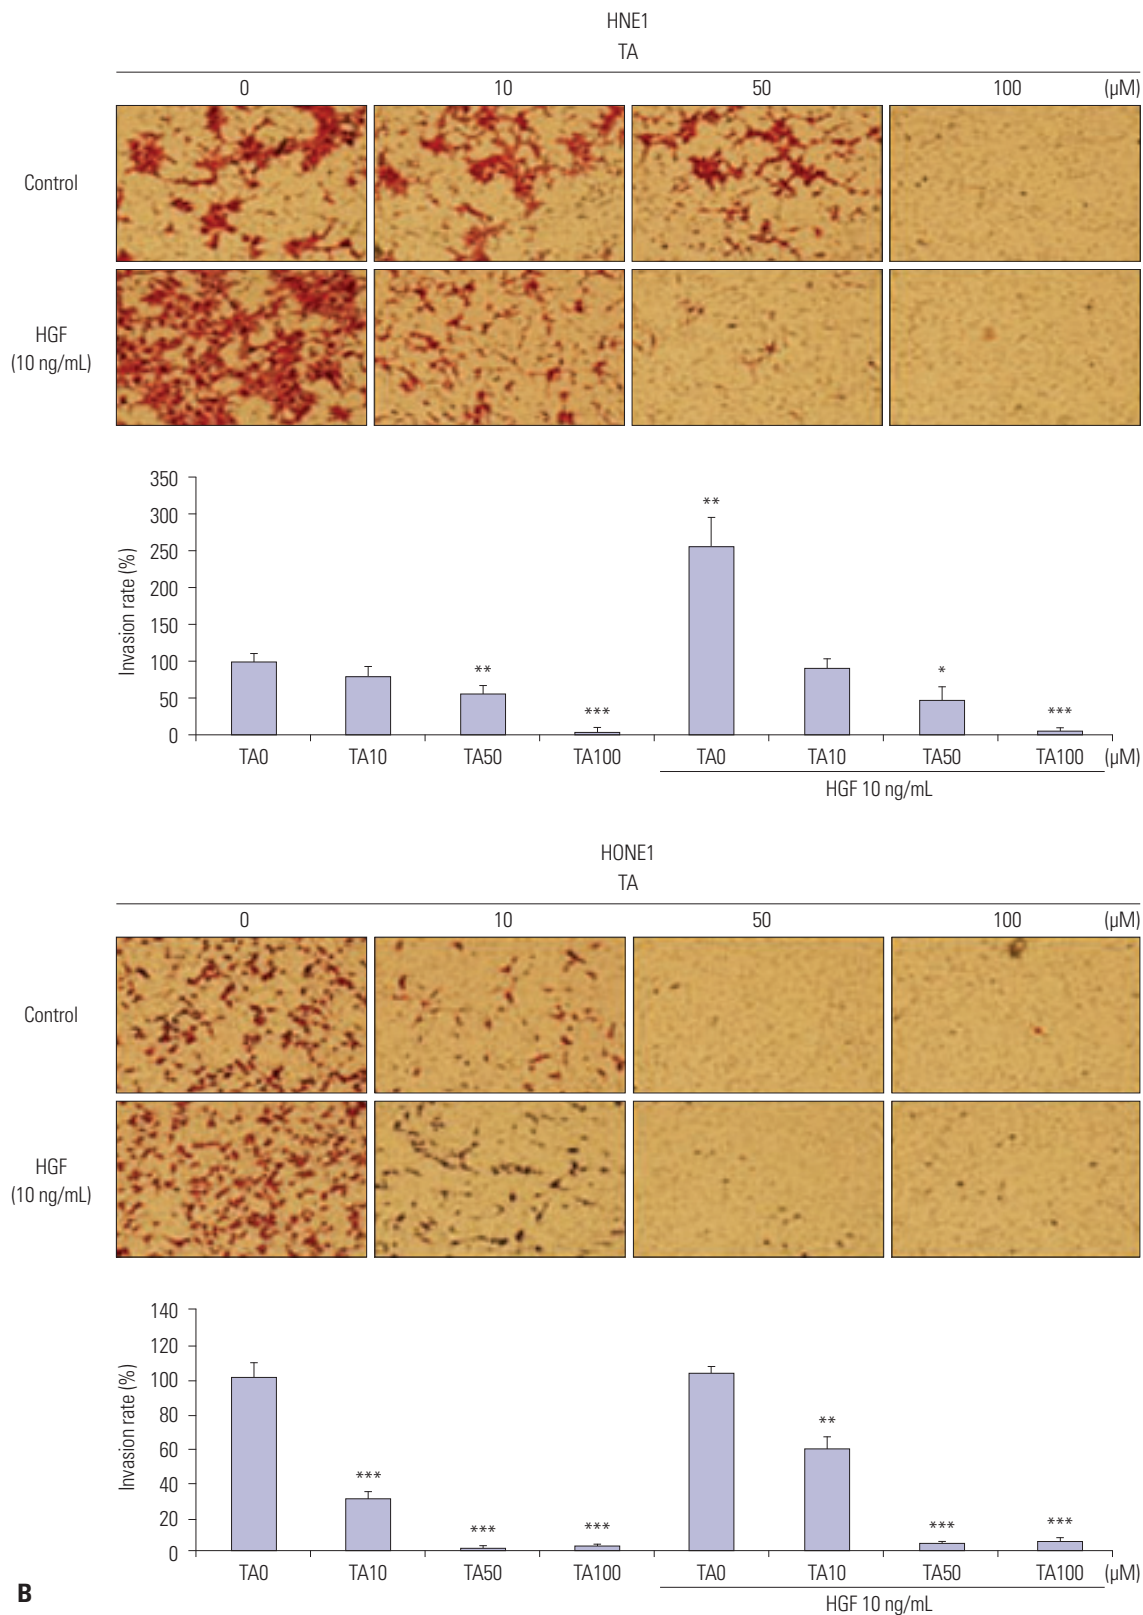 HNE1
TA
0 10 50 100 (µM)
Control
HGF
(10 ng/mL)
350
300
250
200
150
100
50
0
Invasion rate (%)
** *** ** * ***
TA0 TA10 TA50 TA100 TA0 TA10 TA50 TA100 (µM)
HGF 10 ng/mL
HONE1
TA
0 10 50 100 (µM)
Control
HGF
(10 ng/mL)
140
120
100
80
60
40
20
0
Invasion rate (%)
*** *** *** ** *** ***
TA0 TA10 TA50 TA100 TA0 TA10 TA50 TA100 (µM)
HGF 10 ng/mL
B